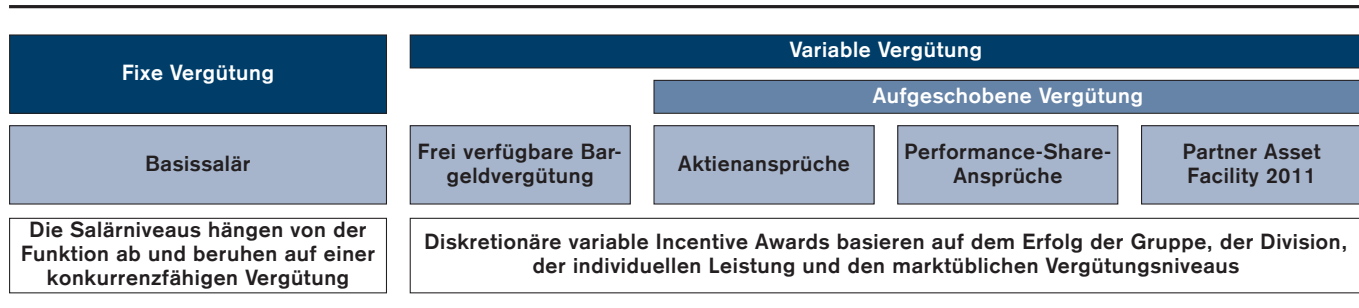 Fixe Vergütung
Variable Vergütung
Aufgeschobene Vergütung
Basissalär
Frei verfügbare Bar-
geldvergütung
Aktienansprüche
Performance-Share-
Ansprüche
Partner Asset
Facility 2011
Die Salärniveaus hängen von der
Funktion ab und beruhen auf einer
konkurrenzfähigen Vergütung
Diskretionäre variable Incentive Awards basieren auf dem Erfolg der Gruppe, der Division,
der individuellen Leistung und den marktüblichen Vergütungsniveaus